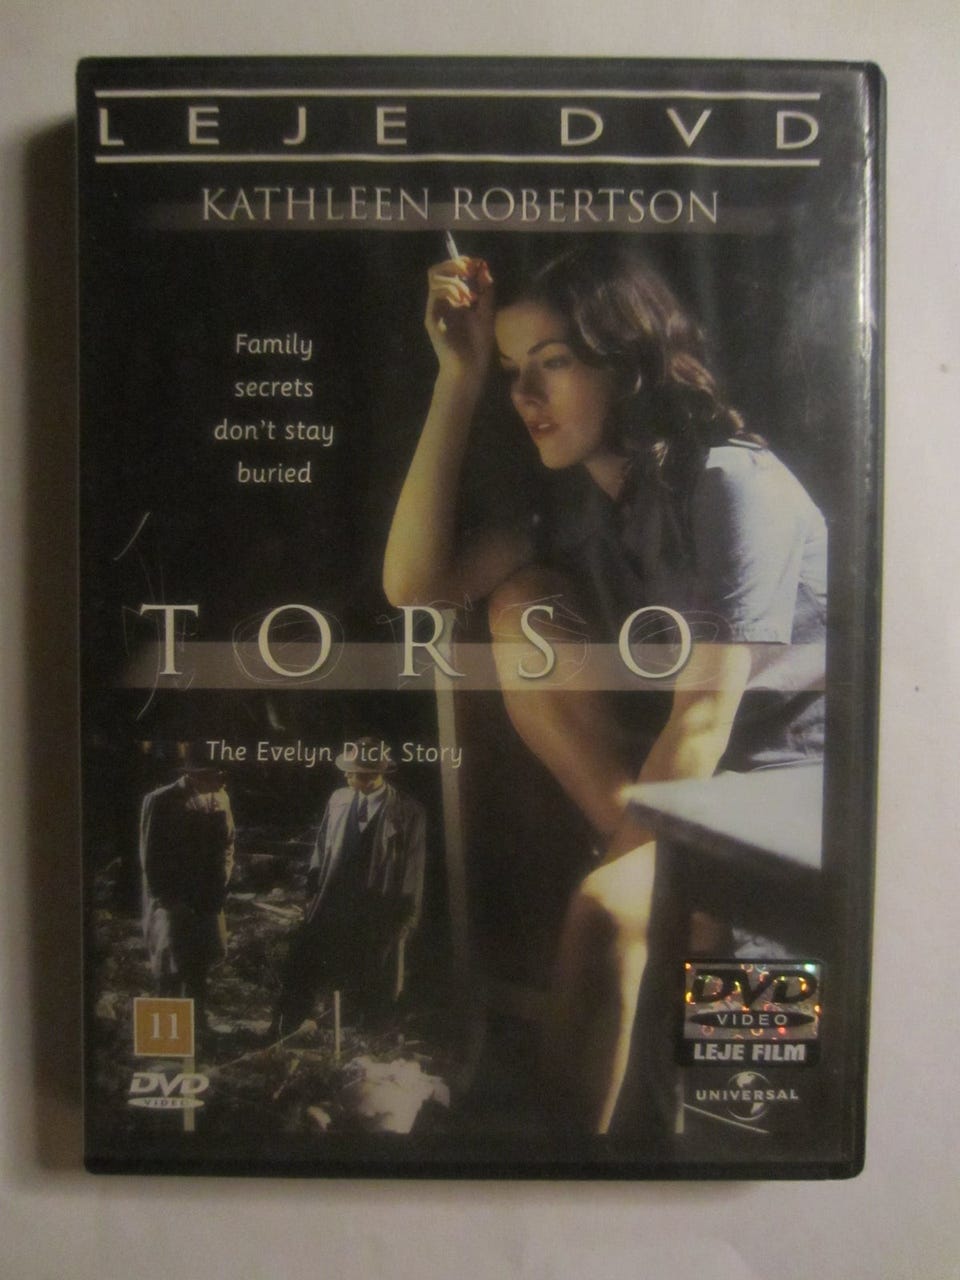 LEJE DVD
KATHLEEN ROBERTSON
Family
secrets
don't stay
buried
TORSO
The Evelyn Dick Story
11
DVD
VIDEO
DVD
VIDEO
LEJE FILM
UNIVERSAL